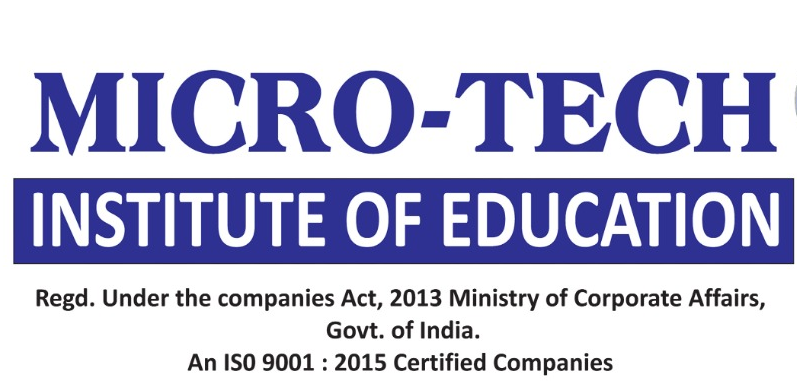 MICRO-TECH
INSTITUTE OF EDUCATION
Regd. Under the companies Act, 2013 Ministry of Corporate Affairs,
Govt. of India.
An IS0 9001 : 2015 Certified Companies